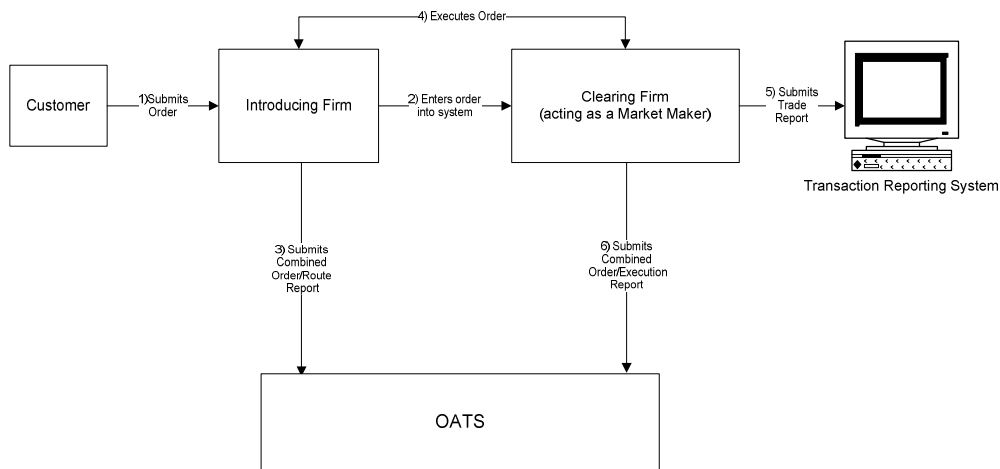 4) Executes Order
Customer
1)Submits
Order
Introducing Firm
2) Enters order
into system
Clearing Firm
(acting as a Market Maker)
5) Submits
Trade
Report
Transaction Reporting System
3) Submits
Combined
Order/Route
Report
6) Submits
Combined
Order/Execution
Report
OATS